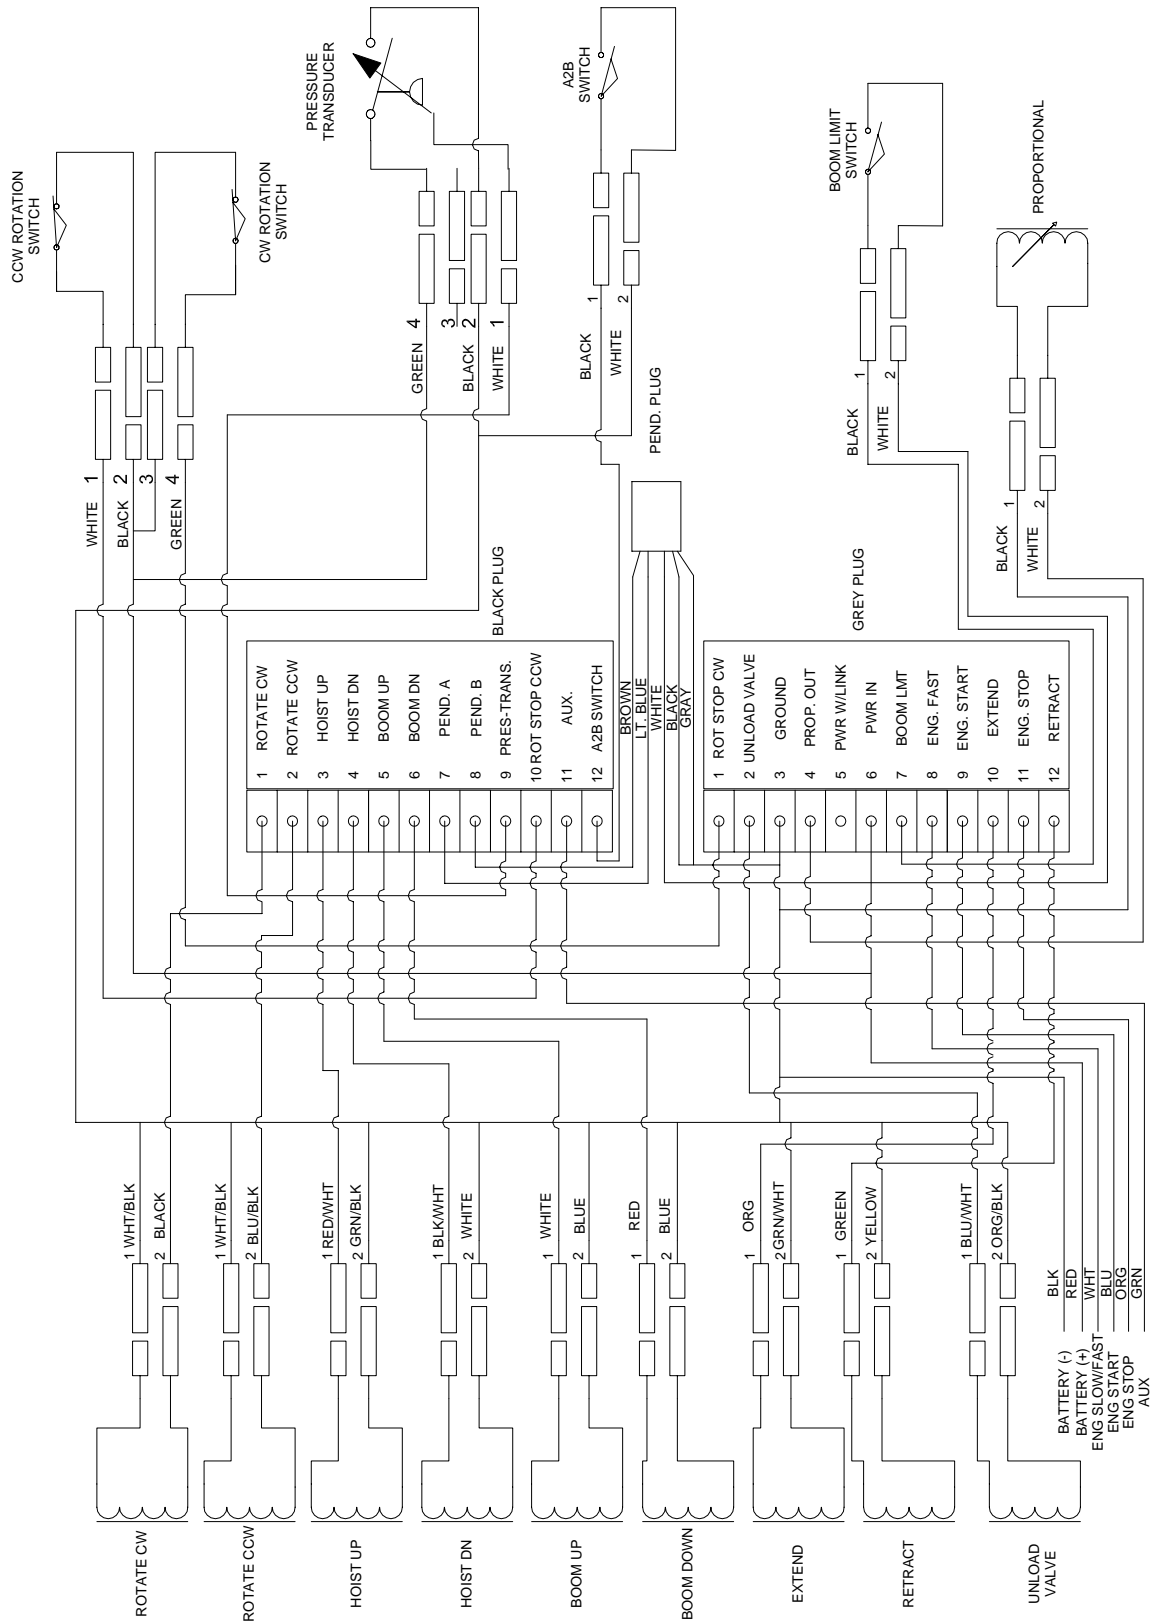 CCW ROTATION
SWITCH
CW ROTATION
SWITCH
WHITE 1
BLACK 2
3
GREEN 4
PRESSURE
TRANSDUCER
GREEN 4
3
BLACK 2
WHITE 1
A2B
SWITCH
BLACK 1
WHITE 2
PEND. PLUG
BOOM LIMIT
SWITCH
BLACK 1
WHITE 2
PROPORTIONAL
BLACK 1
WHITE 2
BLACK PLUG
1 ROTATE CW
2 ROTATE CCW
3 HOIST UP
4 HOIST DN
5 BOOM UP
6 BOOM DN
7 PEND. A
8 PEND. B
9 PRES-TRANS.
10 ROT STOP CCW
11 AUX.
12 A2B SWITCH
BROWN
LT. BLUE
WHITE
BLACK
GRAY
GREY PLUG
1 ROT STOP CW
2 UNLOAD VALVE
3 GROUND
4 PROP. OUT
5 PWR W/LINK
6 PWR IN
7 BOOM LMT
8 ENG. FAST
9 ENG. START
10 EXTEND
11 ENG. STOP
12 RETRACT
1 WHT/BLK
2 BLACK
ROTATE CW
1 WHT/BLK
2 BLU/BLK
ROTATE CCW
1 RED/WHT
2 GRN/BLK
HOIST UP
1 BLK/WHT
2 WHITE
HOIST DN
1 WHITE
2 BLUE
BOOM UP
1 RED
2 BLUE
BOOM DOWN
1 ORG
2 GRN/WHT
EXTEND
1 GREEN
2 YELLOW
RETRACT
1 BLU/WHT
2 ORG/BLK
UNLOAD
VALVE
BATTERY (-) BLK
BATTERY (+) RED
ENG SLOW/FAST WHT
ENG START BLU
ENG STOP ORG
AUX GRN